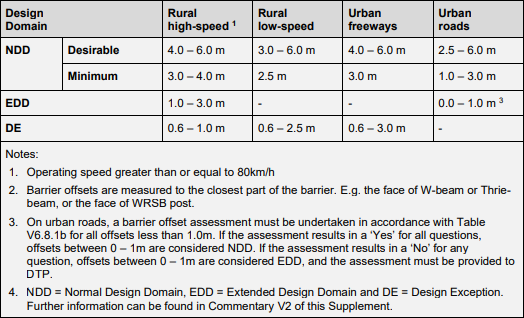 Design Domain Rural high-speed 1 Rural low-speed Urban freeways Urban roads
NDD Desirable 4.0 – 6.0 m 3.0 – 6.0 m 4.0 – 6.0 m 2.5 – 6.0 m
Minimum 3.0 – 4.0 m 2.5 m 3.0 m 1.0 – 3.0 m
EDD 1.0 – 3.0 m - - 0.0 – 1.0 m 3
DE 0.6 – 1.0 m 0.6 – 2.5 m 0.6 – 3.0 m -
Notes:
1. Operating speed greater than or equal to 80km/h
2. Barrier offsets are measured to the closest part of the barrier. E.g. the face of W-beam or Thrie-
beam, or the face of WRSB post.
3. On urban roads, a barrier offset assessment must be undertaken in accordance with Table
V6.8.1b for all offsets less than 1.0m. If the assessment results in a ‘Yes’ for all questions,
offsets between 0 – 1m are considered NDD. If the assessment results in a ‘No’ for any
question, offsets between 0 – 1m are considered EDD, and the assessment must be provided to
DTP.
4. NDD = Normal Design Domain, EDD = Extended Design Domain and DE = Design Exception.
Further information can be found in Commentary V2 of this Supplement.